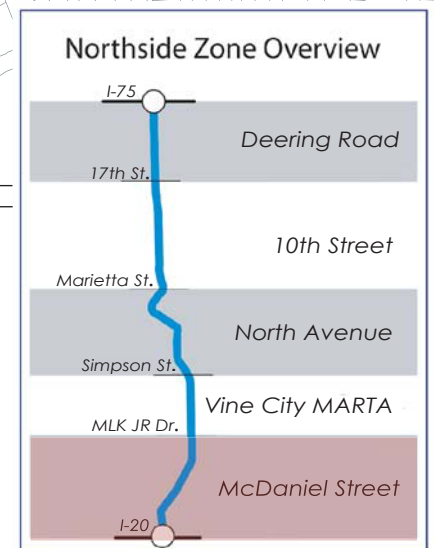 Northside Zone Overview
I-75
Deering Road
17th St.
10th Street
Marietta St.
North Avenue
Simpson St.
Vine City MARTA
MLK JR Dr.
McDaniel Street
I-20